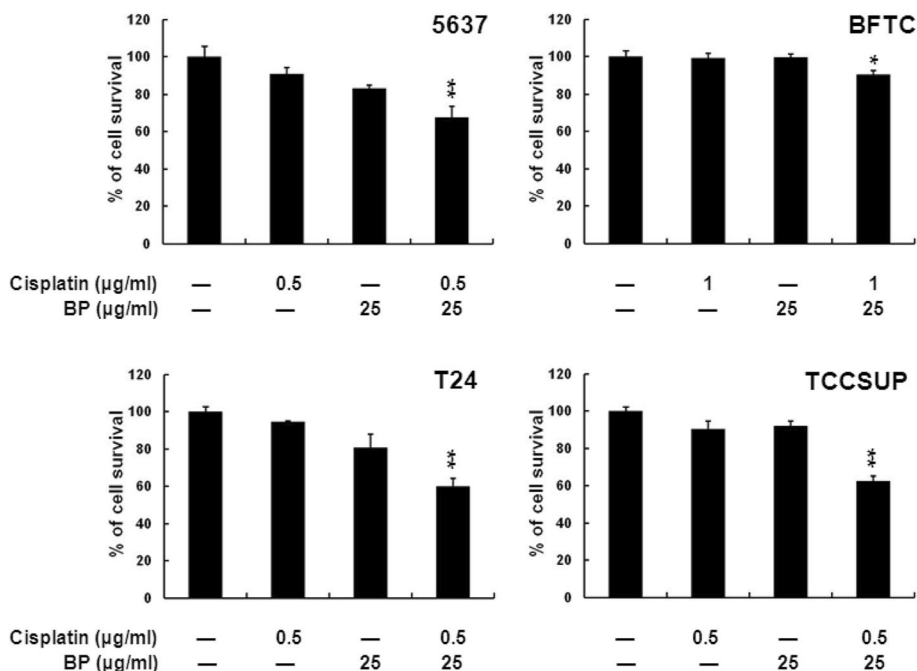 5637
% of cell survival
120
100
80
60
40
20
0
**
Cisplatin (µg/ml) — 0.5 — 0.5
BP (µg/ml) — — 25 25
BFTC
% of cell survival
120
100
80
60
40
20
0
*
— 1 — 1
— — 25 25
T24
% of cell survival
120
100
80
60
40
20
0
**
Cisplatin (µg/ml) — 0.5 — 0.5
BP (µg/ml) — — 25 25
TCCSUP
% of cell survival
120
100
80
60
40
20
0
**
— 0.5 — 0.5
— — 25 25